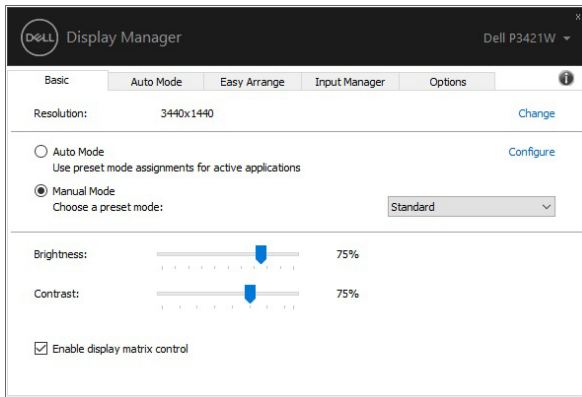 DELL Display Manager Dell P3421W
Basic Auto Mode Easy Arrange Input Manager Options
Resolution: 3440x1440 Change
Auto Mode Configure
Use preset mode assignments for active applications
Manual Mode
Choose a preset mode: Standard
Brightness: 75%
Contrast: 75%
Enable display matrix control